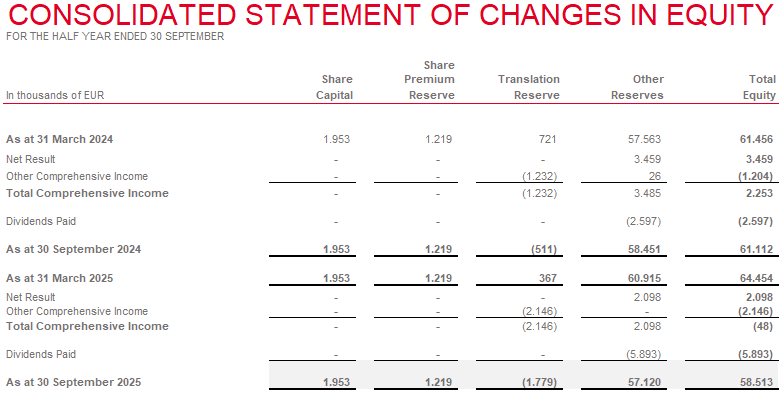 CONSOLIDATED STATEMENT OF CHANGES IN EQUITY
FOR THE HALF YEAR ENDED 30 SEPTEMBER
In thousands of EUR Share Capital Share Premium Reserve Translation Reserve Other Reserves Total Equity
As at 31 March 2024 1.953 1.219 721 57.563 61.456
Net Result - - - 3.459 3.459
Other Comprehensive Income - - (1.232) 26 (1.204)
Total Comprehensive Income - - (1.232) 3.485 2.253
Dividends Paid - - - (2.597) (2.597)
As at 30 September 2024 1.953 1.219 (511) 58.451 61.112
As at 31 March 2025 1.953 1.219 367 60.915 64.454
Net Result - - - 2.098 2.098
Other Comprehensive Income - - (2.146) - (2.146)
Total Comprehensive Income - - (2.146) 2.098 (48)
Dividends Paid - - - (5.893) (5.893)
As at 30 September 2025 1.953 1.219 (1.779) 57.120 58.513